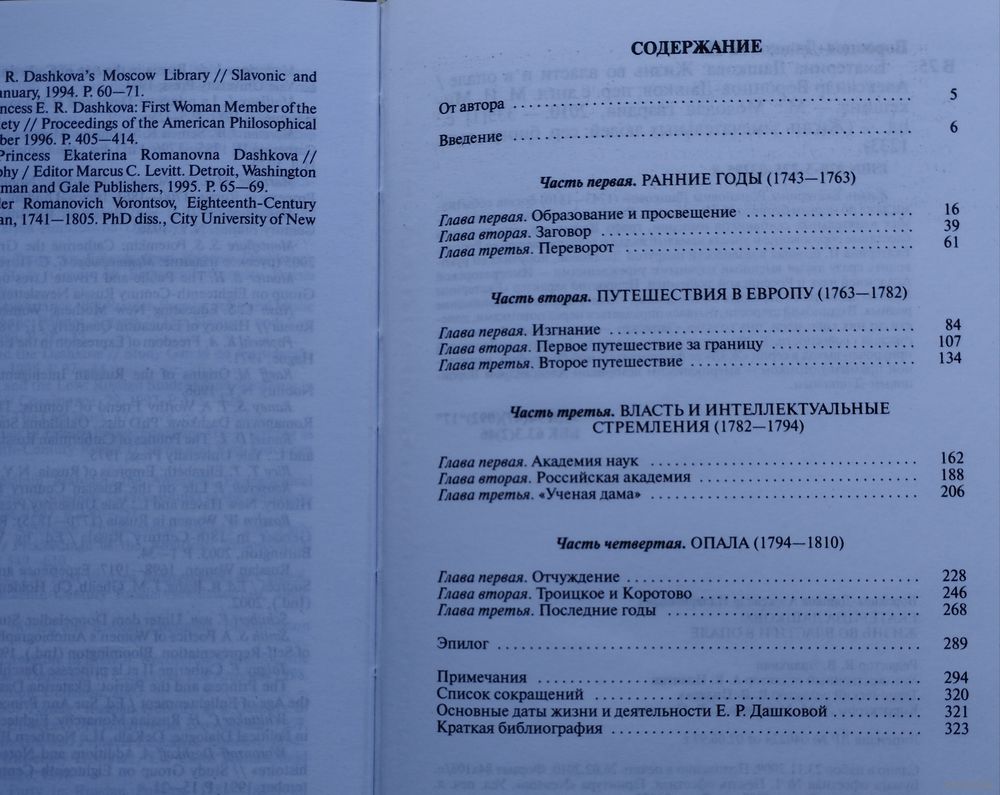 R. Dashkova's Moscow Library // Slavonic and
nuary, 1994. P. 60—71.
ncess E. R. Dashkova: First Woman Member of the
ety // Proceedings of the American Philosophical
ber 1996. P. 405—414.
Princess Ekaterina Romanovna Dashkova //
phy / Editor Marcus C. Levitt. Detroit, Washington
man and Gale Publishers, 1995. P. 65—69.
der Romanovich Vorontsov, Eighteenth-Century
an, 1741—1805. PhD diss., City University of New
СОДЕРЖАНИЕ
От автора 5
Введение 6
Часть первая. РАННИЕ ГОДЫ (1743—1763)
Глава первая. Образование и просвещение 16
Глава вторая. Заговор 39
Глава третья. Переворот 61
Часть вторая. ПУТЕШЕСТВИЯ В ЕВРОПУ (1763—1782)
Глава первая. Изгнание 84
Глава вторая. Первое путешествие за границу 107
Глава третья. Второе путешествие 134
Часть третья. ВЛАСТЬ И ИНТЕЛЛЕКТУАЛЬНЫЕ
СТРЕМЛЕНИЯ (1782—1794)
Глава первая. Академия наук 162
Глава вторая. Российская академия 188
Глава третья. «Ученая дама» 206
Часть четвертая. ОПАЛА (1794—1810)
Глава первая. Отчуждение 228
Глава вторая. Троицкое и Коротово 246
Глава третья. Последние годы 268
Эпилог 289
Примечания 294
Список сокращений 320
Основные даты жизни и деятельности Е. Р. Дашковой 321
Краткая библиография 323